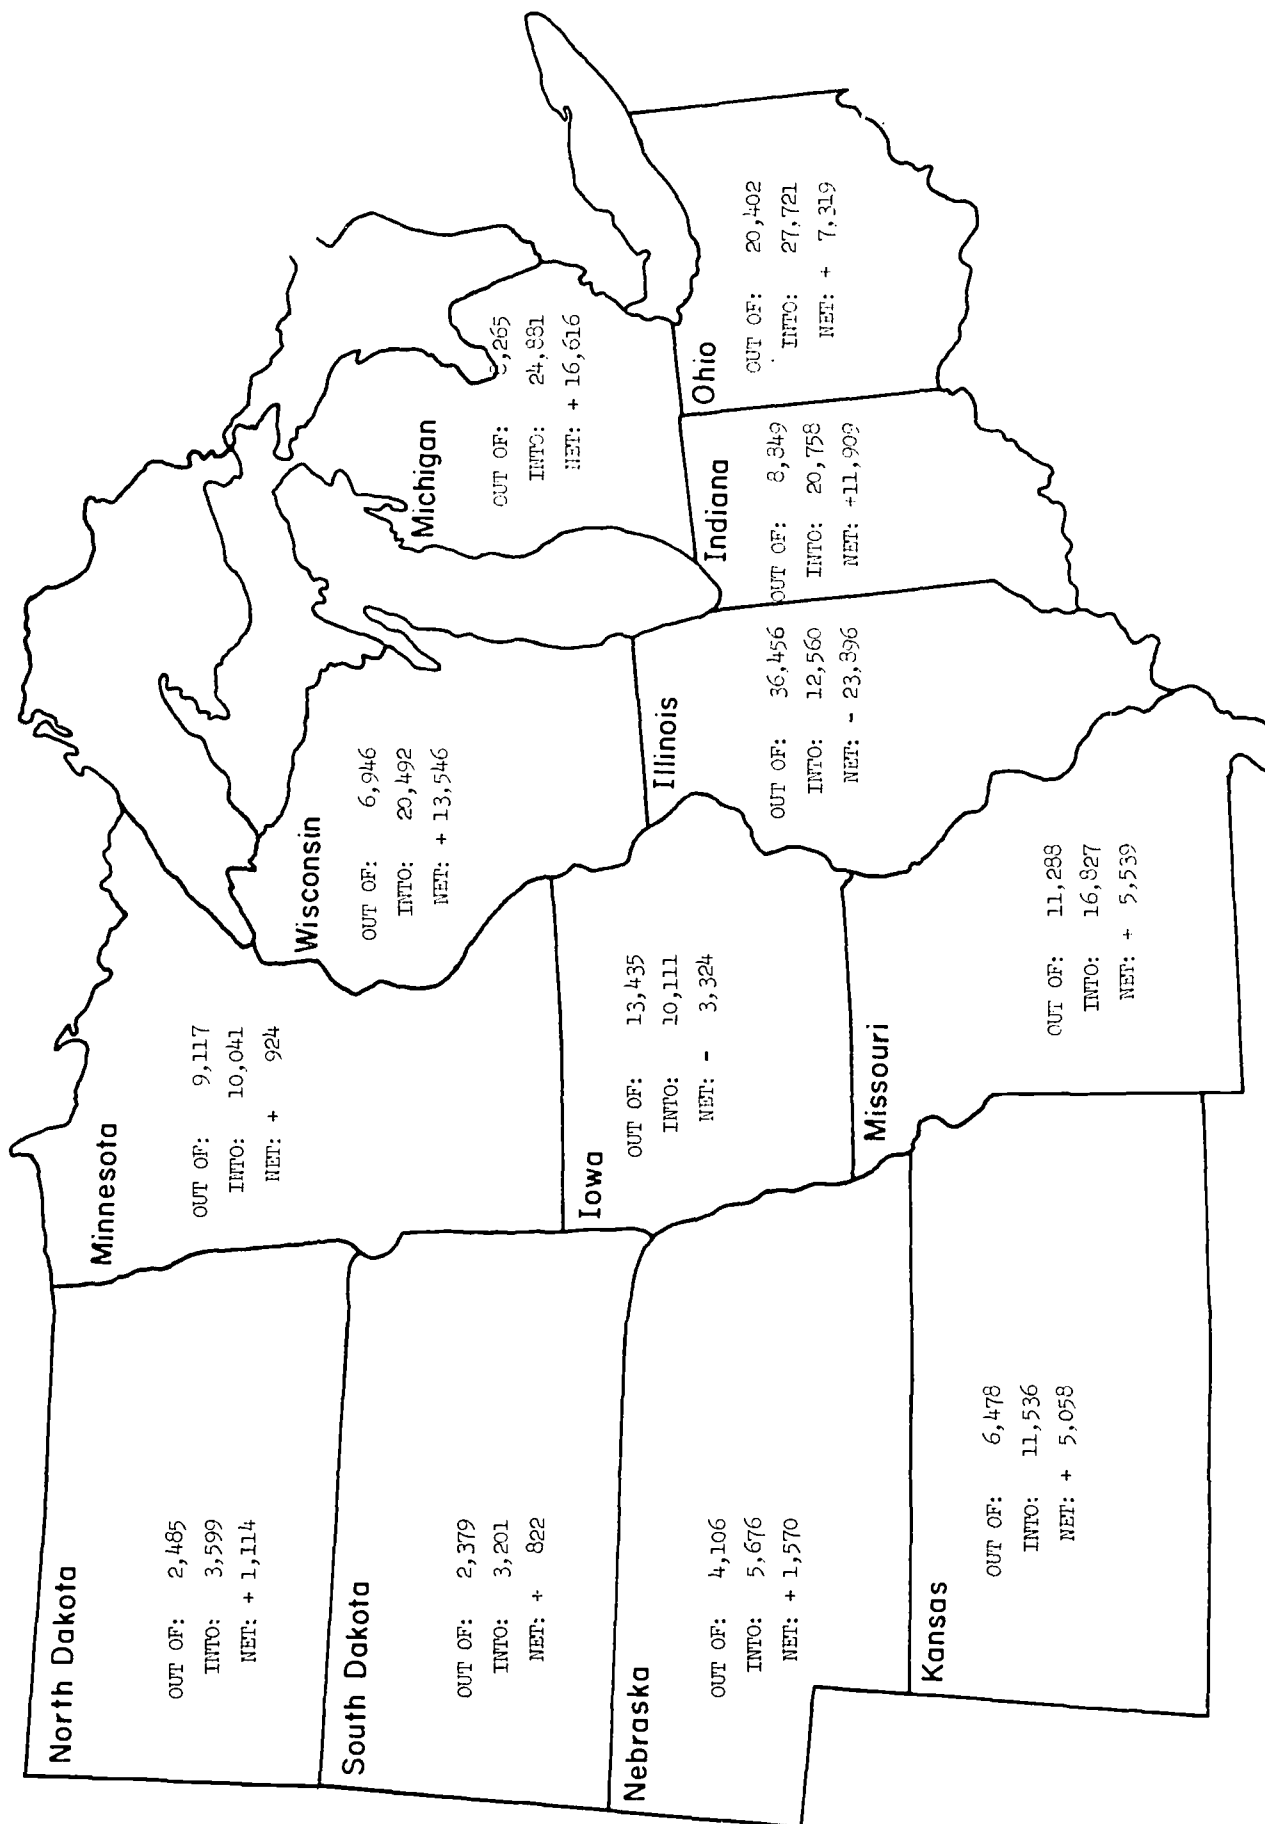 North Dakota
OUT OF: 2,485
INTO: 3,599
NET: + 1,114
South Dakota
OUT OF: 2,379
INTO: 3,201
NET: + 822
Nebraska
OUT OF: 4,106
INTO: 5,676
NET: + 1,570
Kansas
OUT OF: 6,478
INTO: 11,536
NET: + 5,058
Minnesota
OUT OF: 9,117
INTO: 10,041
NET: + 924
Iowa
OUT OF: 13,435
INTO: 10,111
NET: - 3,324
Missouri
OUT OF: 11,288
INTO: 16,827
NET: + 5,539
Wisconsin
OUT OF: 6,946
INTO: 20,492
NET: + 13,546
Illinois
OUT OF: 36,456
INTO: 12,560
NET: - 23,896
Michigan
OUT OF:
INTO: 24,881
NET: + 16,616
Indiana
OUT OF: 8,849
INTO: 20,758
NET: +11,909
Ohio
OUT OF: 20,402
INTO: 27,721
NET: + 7,319